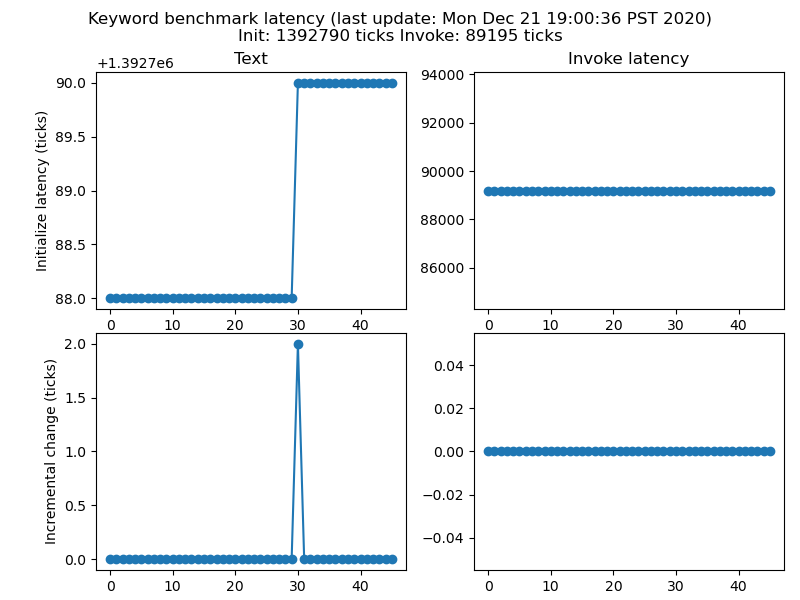 Keyword benchmark latency (last update: Mon Dec 21 19:00:36 PST 2020)
Init: 1392790 ticks Invoke: 89195 ticks
Text
Invoke latency
+1.3927e6
Initialize latency (ticks)
90.0
89.5
89.0
88.5
88.0
0 10 20 30 40
94000
92000
90000
88000
86000
0 10 20 30 40
Incremental change (ticks)
2.0
1.5
1.0
0.5
0.0
0 10 20 30 40
0.04
0.02
0.00
−0.02
−0.04
0 10 20 30 40